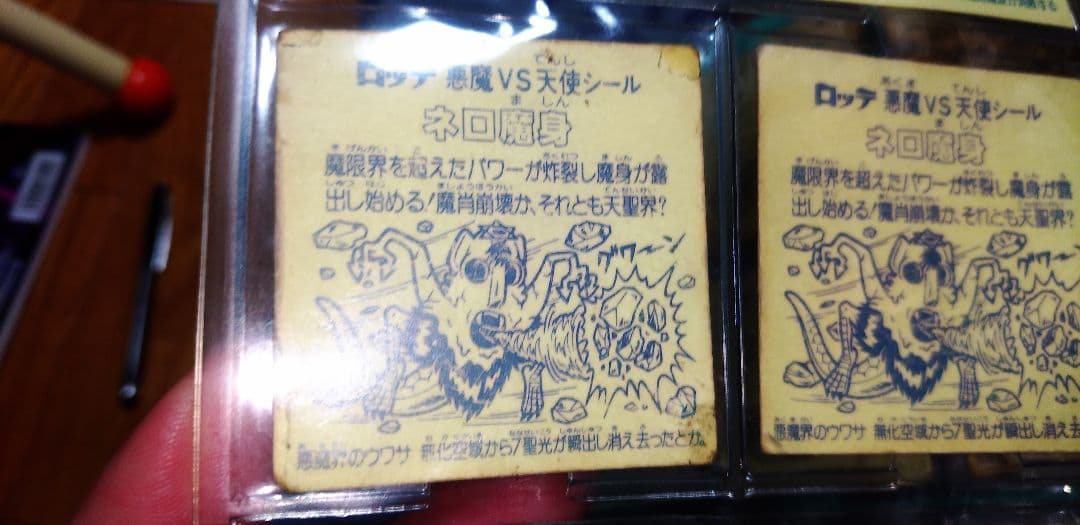 ロッテ 悪魔VS天使シール
ネロ魔身
魔限界を超えたパワーが炸裂し魔身が露
出し始める!魔肖崩壊か、それとも天聖界?
グワーーン
悪魔界のウワサ 無化空域から7聖光が瞬出し消え去ったとか。
ロッテ 悪魔VS天使シール
ネロ魔身
魔限界を超えたパワーが炸裂し魔身が露
出し始める!魔肖崩壊か、それとも天聖界?
グワー
悪魔界のウワサ 無化空域から7聖光が瞬出し消え去